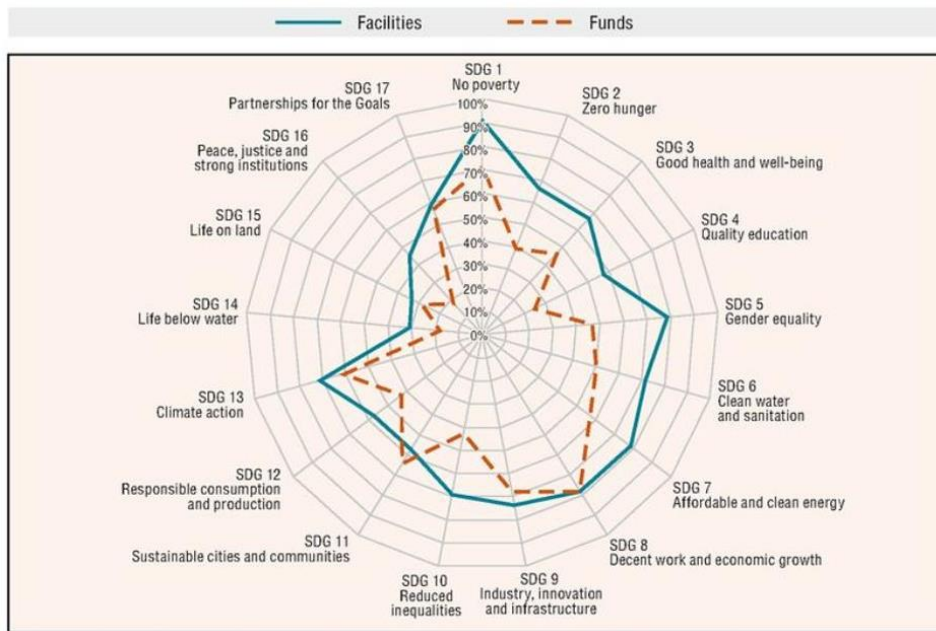 Facilities
Funds
SDG 1
No poverty
SDG 2
Zero hunger
SDG 3
Good health and well-being
SDG 4
Quality education
SDG 5
Gender equality
SDG 6
Clean water
and sanitation
SDG 7
Affordable and clean energy
SDG 8
Decent work and economic growth
SDG 9
Industry, innovation
and infrastructure
SDG 10
Reduced
inequalities
SDG 11
Sustainable cities and communities
SDG 12
Responsible consumption
and production
SDG 13
Climate action
SDG 14
Life below water
SDG 15
Life on land
SDG 16
Peace, justice and
strong institutions
SDG 17
Partnerships for the Goals
100%
90%
80%
70%
60%
50%
40%
30%
20%
10%
0%